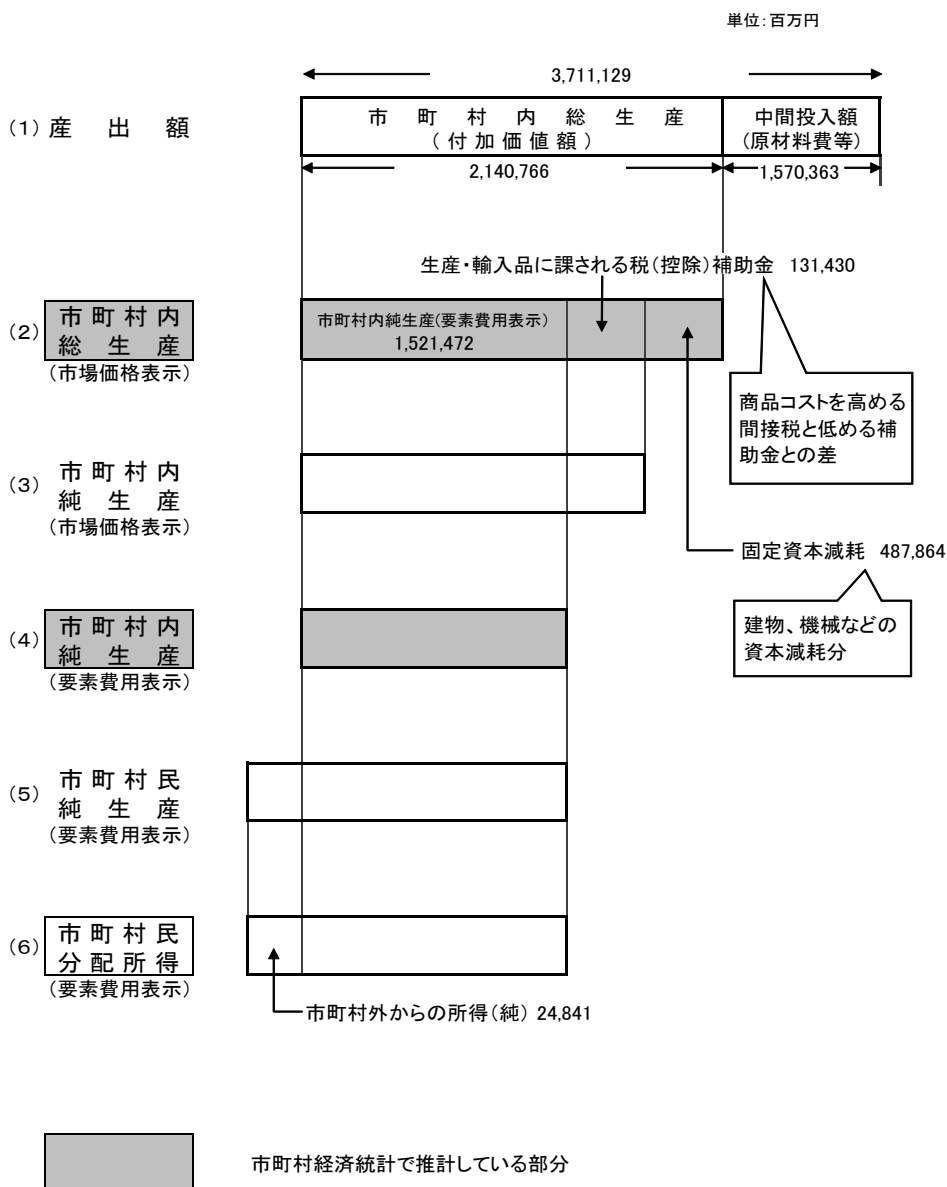 単位：百万円
3,711,129
(1) 産出額
市町村内総生産
(付加価値額)
中間投入額
(原材料費等)
2,140,766
1,570,363
生産・輸入品に課される税(控除)補助金 131,430
(2) 市町村内
総生産
(市場価格表示)
市町村内純生産(要素費用表示)
1,521,472
商品コストを高める
間接税と低める補
助金との差
(3) 市町村内
純生産
(市場価格表示)
固定資本減耗 487,864
建物、機械などの
資本減耗分
(4) 市町村内
純生産
(要素費用表示)
(5) 市町村民
純生産
(要素費用表示)
(6) 市町村民
分配所得
(要素費用表示)
市町村外からの所得(純) 24,841
市町村経済統計で推計している部分